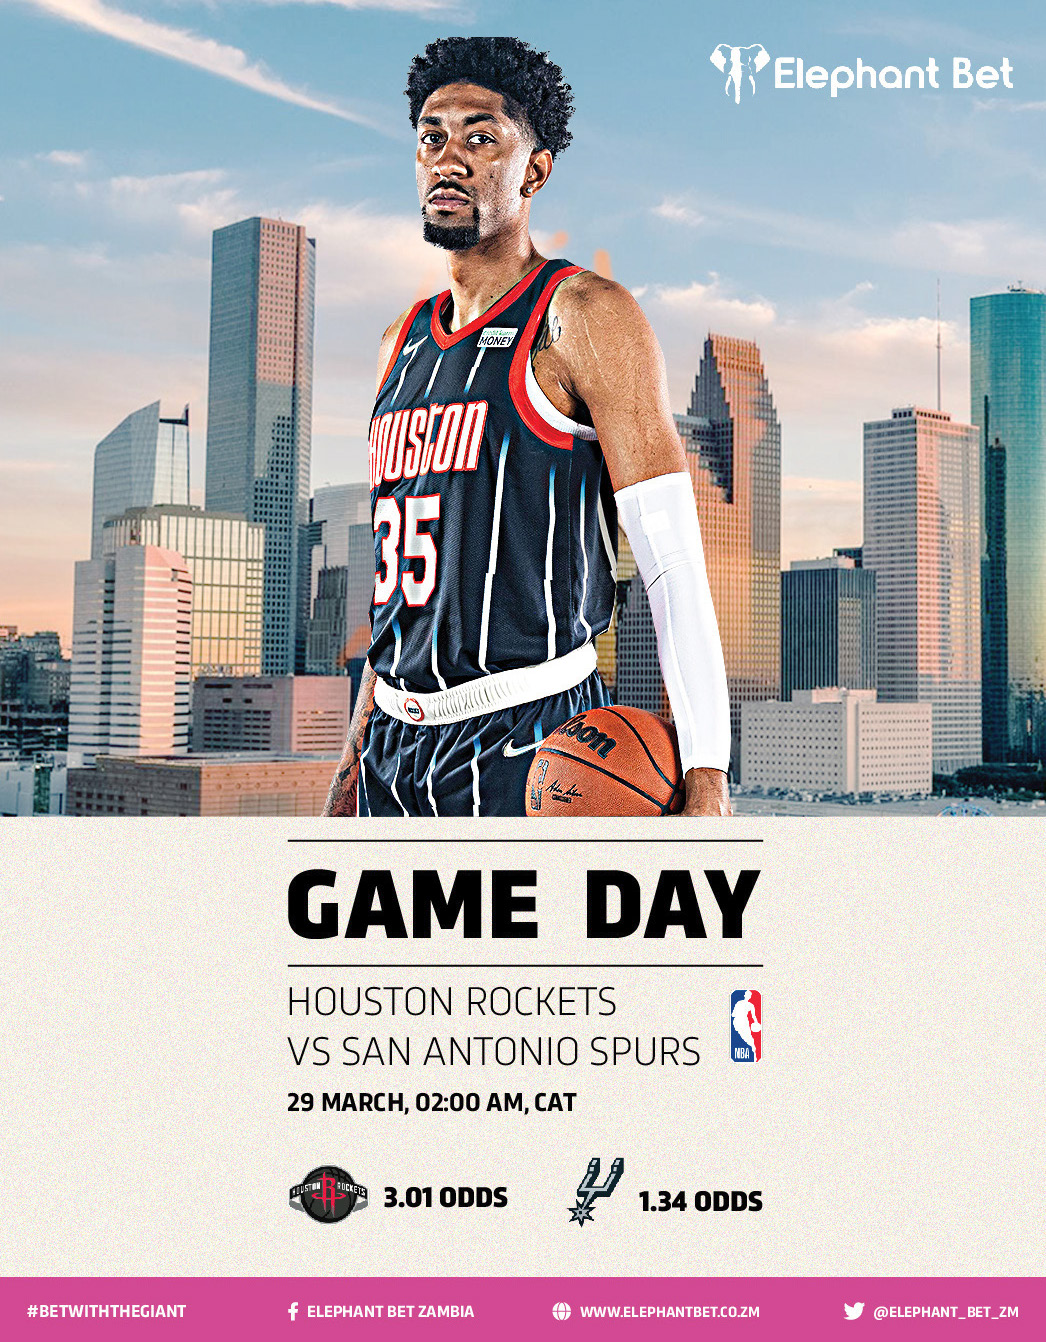 Elephant Bet
MONEY
HOUSTON
35
Wilson
GAME DAY
HOUSTON ROCKETS
VS SAN ANTONIO SPURS
NBA
29 MARCH, 02:00 AM, CAT
HOUSTON R ROCKETS
3.01 ODDS
1.34 ODDS
#BETWITHTHEGIANT
ELEPHANT BET ZAMBIA
WWW.ELEPHANTBET.CO.ZM
@ELEPHANT_BET_ZM